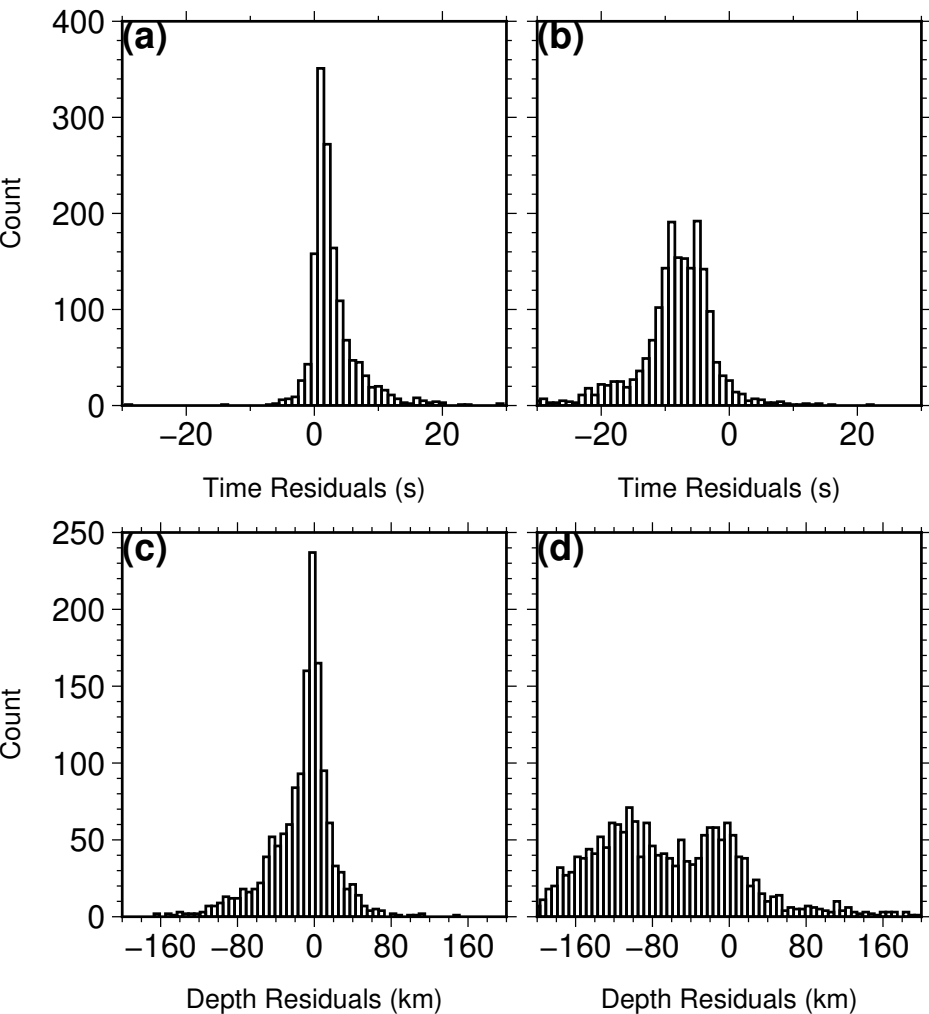 400 (a) (b)
300
200
100
0
Count
−20 0 20 −20 0 20
Time Residuals (s) Time Residuals (s)
250 (c) (d)
200
150
100
50
0
Count
−160 −80 0 80 160 −160 −80 0 80 160
Depth Residuals (km) Depth Residuals (km)